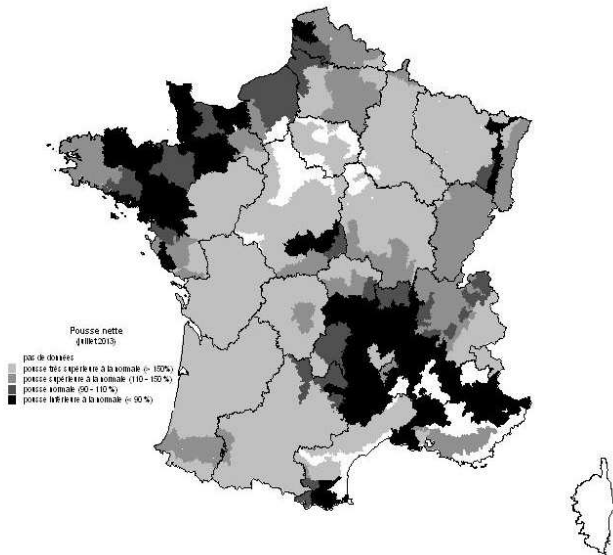 Pousse nette
(juillet 2013)
pas de données
pousse très supérieure à la normale (> 150%)
pousse supérieure à la normale (110 - 150 %)
pousse normale (90 - 110 %)
pousse inférieure à la normale (< 90 %)